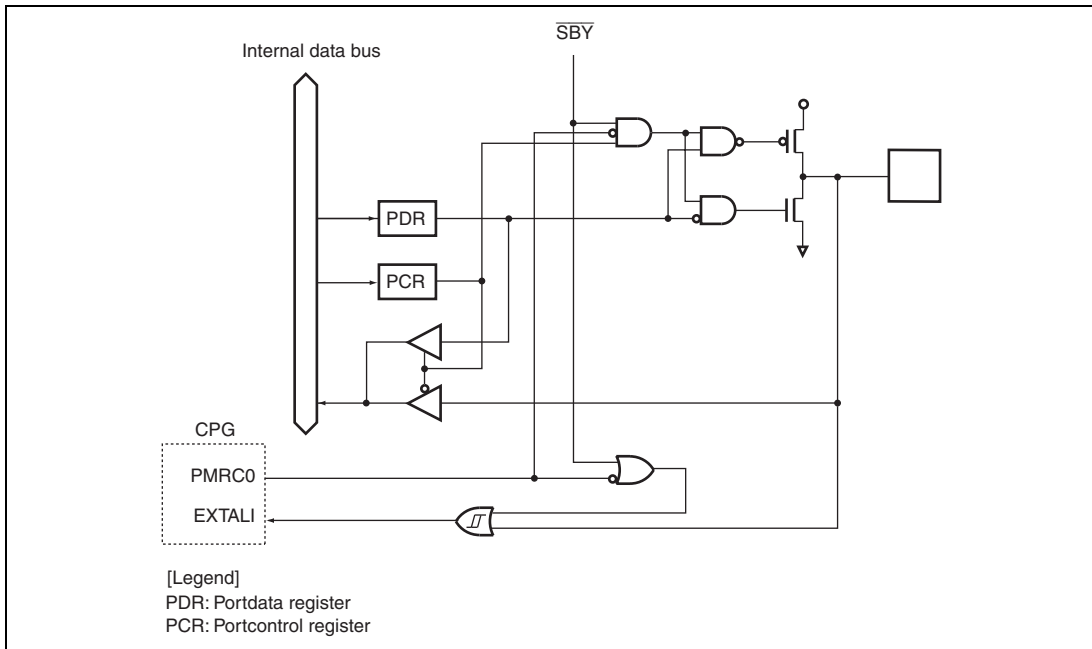 SBY
Internal data bus
PDR
PCR
CPG
PMRC0
EXTALI
[Legend]
PDR: Portdata register
PCR: Portcontrol register